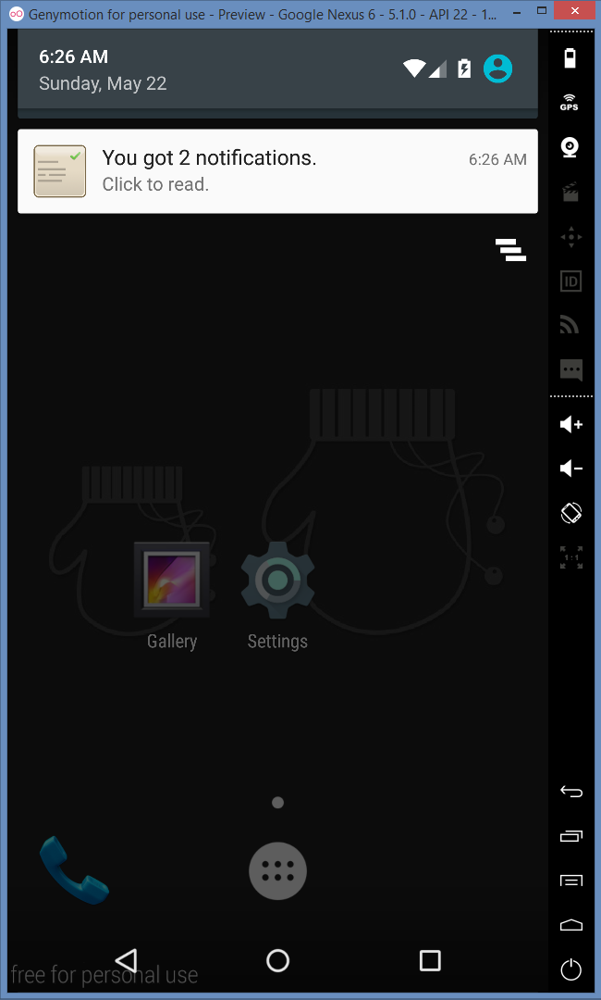 Genymotion for personal use - Preview - Google Nexus 6 - 5.1.0 - API 22 - 1...
6:26 AM
Sunday, May 22
GPS
You got 2 notifications.
6:26 AM
Click to read.
ID
1:1
Gallery
Settings
free for personal use